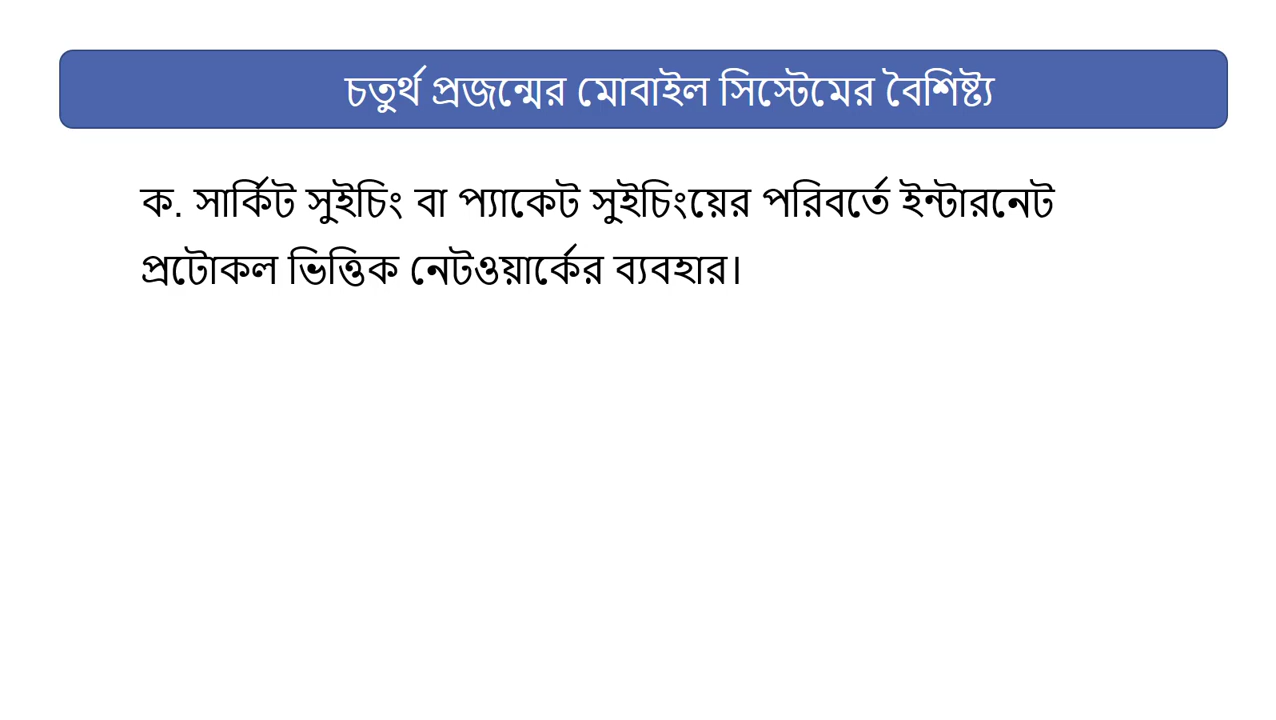 চতুর্থ প্রজন্মের মোবাইল সিস্টেমের বৈশিষ্ট্য
ক. সার্কিট সুইচিং বা প্যাকেট সুইচিংয়ের পরিবর্তে ইন্টারনেট
প্রটোকল ভিত্তিক নেটওয়ার্কের ব্যবহার।